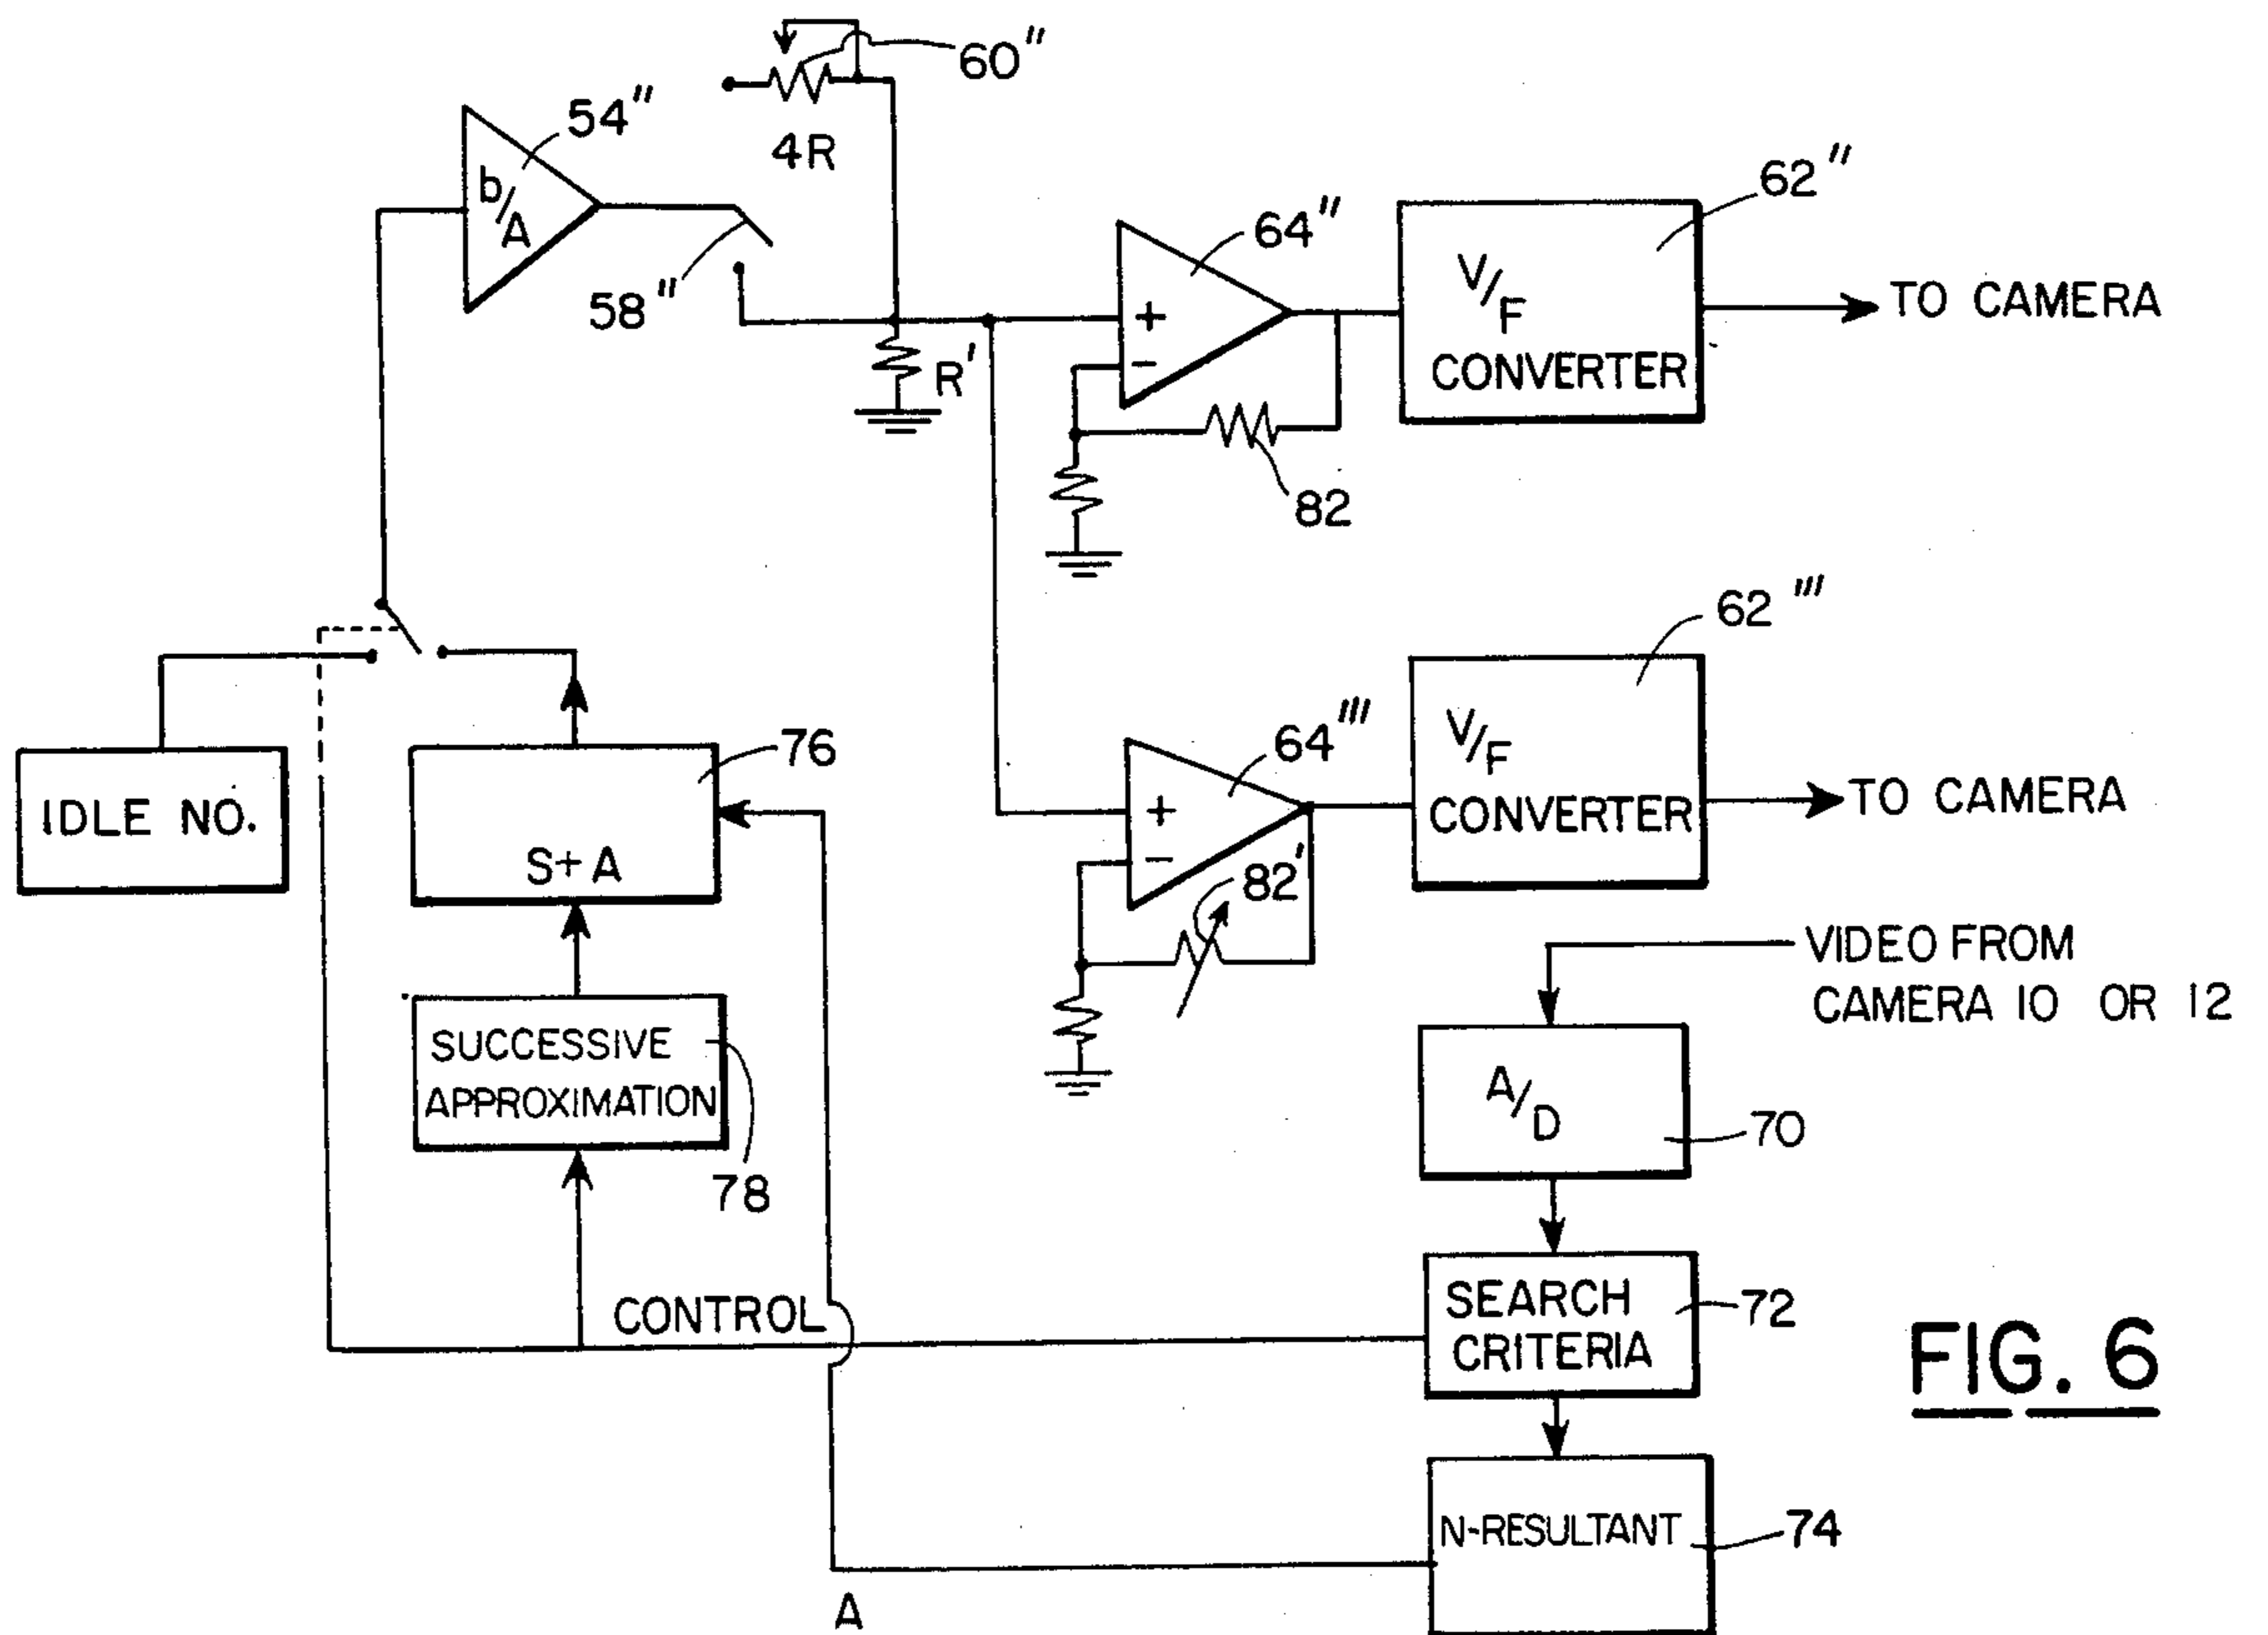 60"
54"
4R
b/A
62"
64"
58"
V/F
CONVERTER
TO CAMERA
+
-
R'
82
62'''
V/F
CONVERTER
TO CAMERA
64'''
+
-
82'
76
IDLE NO.
S+A
VIDEO FROM
CAMERA 10 OR 12
SUCCESSIVE
APPROXIMATION
78
A/D
70
CONTROL
SEARCH
CRITERIA
72
FIG. 6
N-RESULTANT
74
A